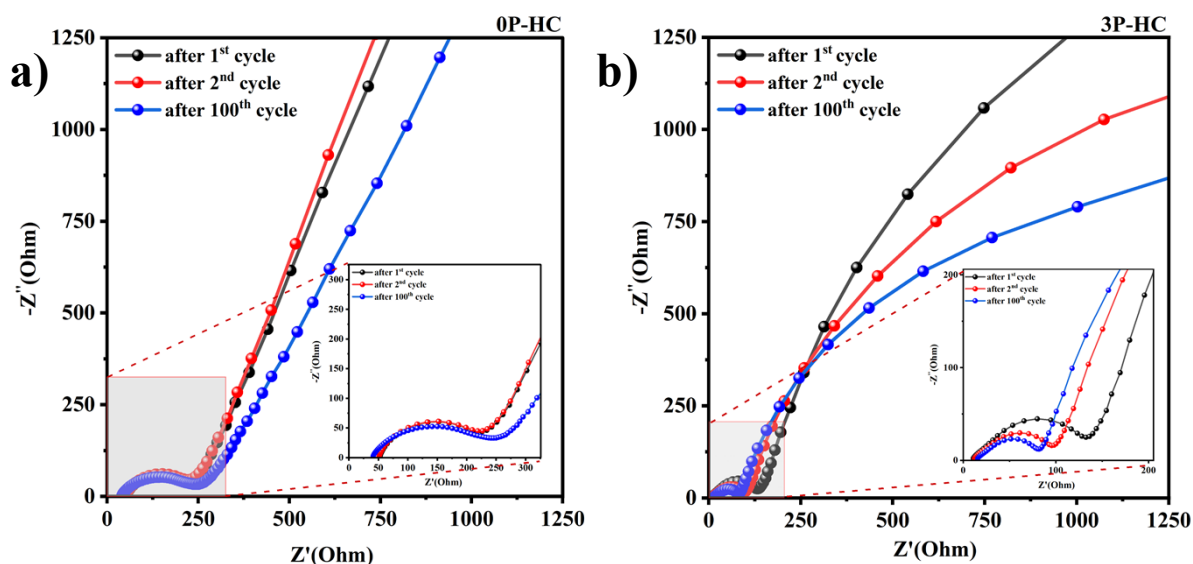 0P-HC
a)
after 1st cycle
after 2nd cycle
after 100th cycle
-Z''(Ohm)
1250
1000
750
500
250
0
0 250 500 750 1000 1250
Z'(Ohm)
after 1st cycle
after 2nd cycle
after 100th cycle
-Z''(Ohm)
300
250
200
150
100
50
0
0 50 100 150 200 250 300
Z'(Ohm)
3P-HC
b)
after 1st cycle
after 2nd cycle
after 100th cycle
-Z''(Ohm)
1250
1000
750
500
250
0
0 250 500 750 1000 1250
Z'(Ohm)
after 1st cycle
after 2nd cycle
after 100th cycle
-Z''(Ohm)
200
100
0
0 100 200
Z'(Ohm)